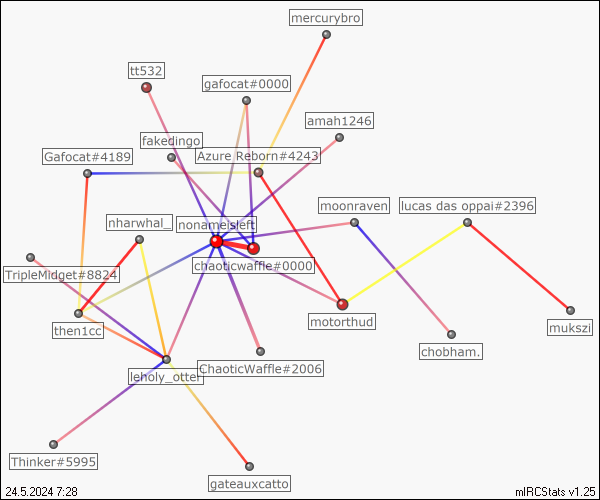 mercurybro
tt532
gafocat#0000
amah1246
fakedingo
Gafocat#4189
Azure Reborn#4243
moonraven
lucas das oppai#2396
nharwhal_
nonameisleft
chaoticwaffle#0000
TripleMidget#8824
then1cc
motorthud
mukszi
chobham.
leholy_otter
ChaoticWaffle#2006
Thinker#5995
gateauxcatto
24.5.2024 7:28
mIRCStats v1.25